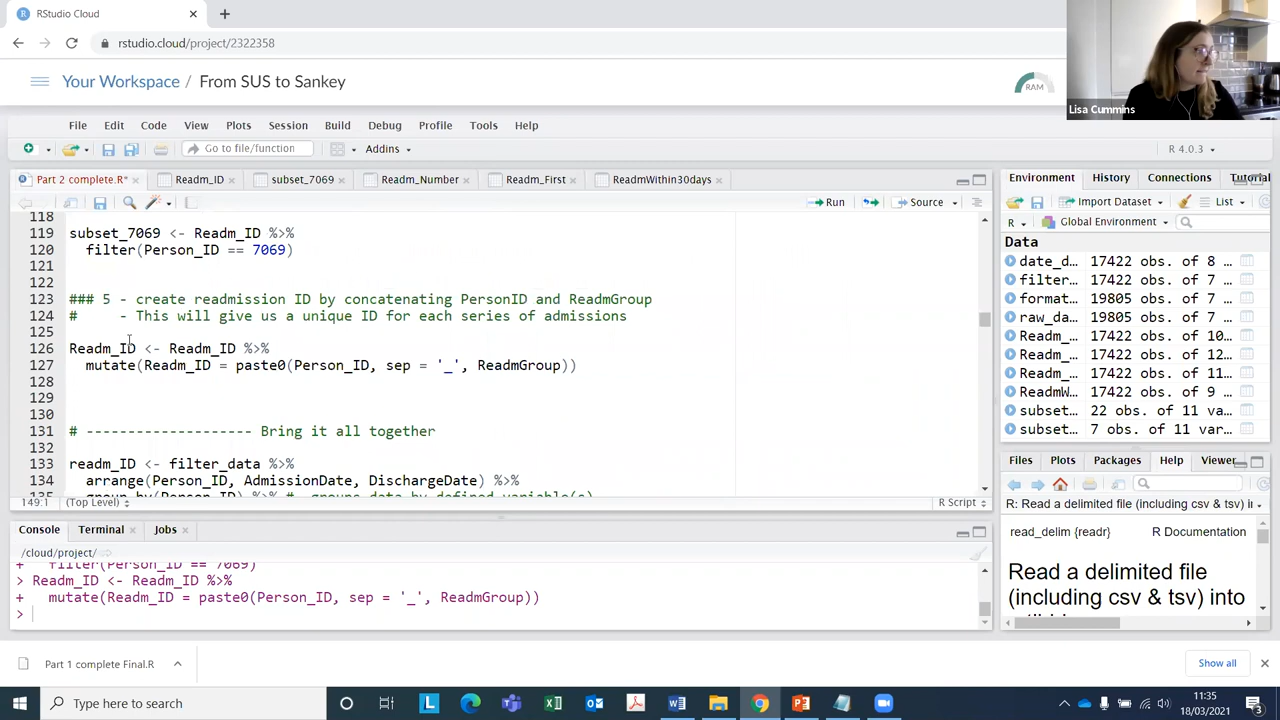 RStudio Cloud
rstudio.cloud/project/2322358
Your Workspace / From SUS to Sankey
RAM
Lisa Cummins
File Edit Code View Plots Session Build Debug Profile Tools Help
Go to file/function
Addins
R 4.0.3
Part 2 complete.R* Readm_ID subset_7069 Readm_Number Readm_First ReadmWithin30days
Run Source
118
119 subset_7069 <- Readm_ID %>%
120 filter(Person_ID == 7069)
121
122
123 ### 5 - create readmission ID by concatenating PersonID and ReadmGroup
124 # - This will give us a unique ID for each series of admissions
125
126 Readm_ID <- Readm_ID %>%
127 mutate(Readm_ID = paste0(Person_ID, sep = '_', ReadmGroup))
128
129
130
131 # -------------------- Bring it all together
132
133 readm_ID <- filter_data %>%
134 arrange(Person_ID, AdmissionDate, DischargeDate) %>%
135 group_by(Person_ID) %>% # groups data by defined variable(s)
149:1 (Top Level) R Script
Console Terminal Jobs
/cloud/project/
+ filter(Person_ID == 7069)
> Readm_ID <- Readm_ID %>%
+ mutate(Readm_ID = paste0(Person_ID, sep = '_', ReadmGroup))
>
Environment History Connections Tutorial
Import Dataset List
R Global Environment
Data
date_d… 17422 obs. of 8 …
filter… 17422 obs. of 7 …
format… 19805 obs. of 7 …
raw_da… 19805 obs. of 7 …
Readm_… 17422 obs. of 10…
Readm_… 17422 obs. of 12…
Readm_… 17422 obs. of 11…
ReadmW… 17422 obs. of 9 …
subset… 22 obs. of 11 va…
subset… 7 obs. of 11 var…
Files Plots Packages Help Viewer
R: Read a delimited file (including csv & tsv) in
read_delim {readr} R Documentation
Read a delimited file
(including csv & tsv) into
Part 1 complete Final.R
Show all
Type here to search
11:35
18/03/2021
3